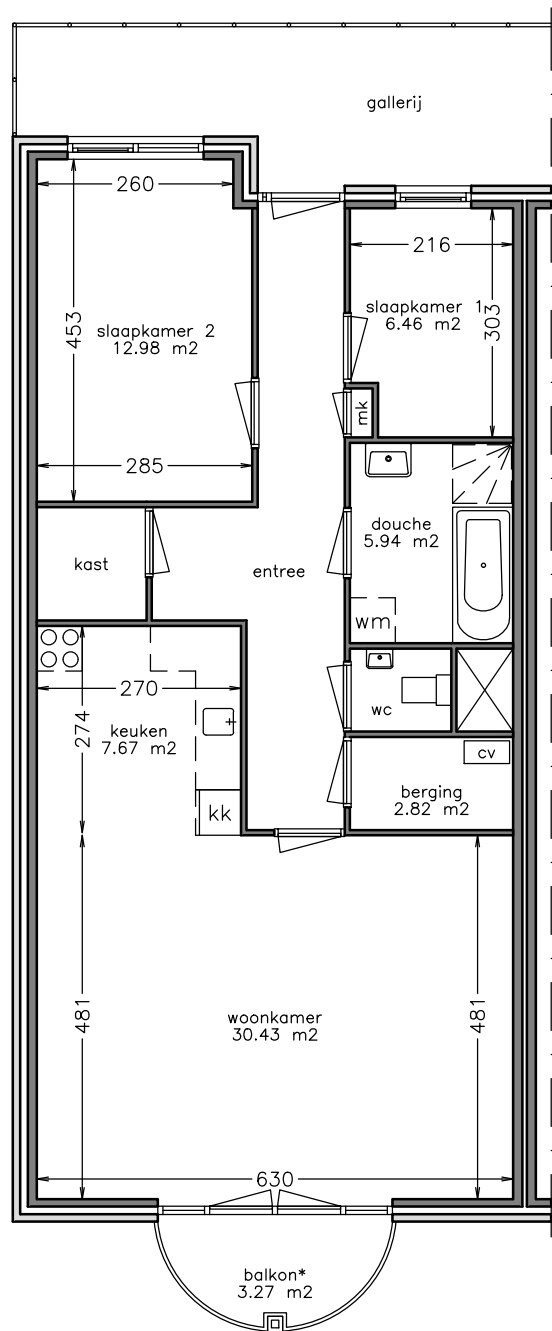 gallerij
260
216
453
slaapkamer 2
12.98 m2
slaapkamer 1
6.46 m2
303
mk
285
douche
5.94 m2
kast
entree
wm
270
274
keuken
7.67 m2
wc
cv
kk
berging
2.82 m2
481
481
woonkamer
30.43 m2
630
balkon*
3.27 m2